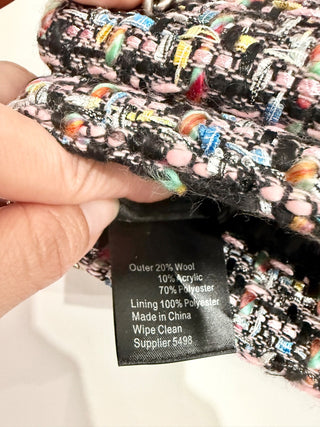 Outer 20% Wool
10% Acrylic
70% Polyester
Lining 100% Polyester
Made in China
Wipe Clean
Supplier 5498